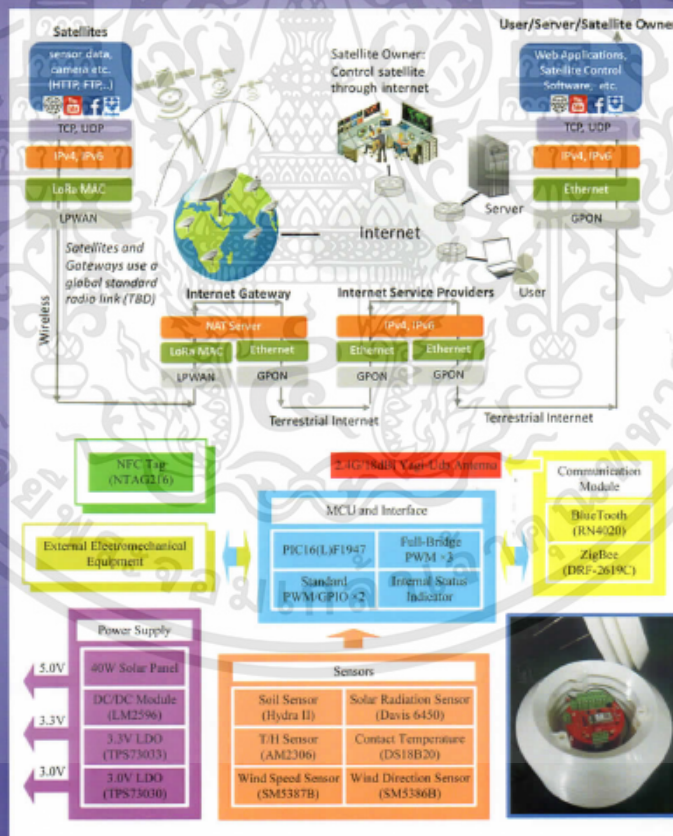 Satellites
sensor data,
camera etc.
(HTTP, FTP,..)
TCP, UDP
IPv4, IPv6
LoRa MAC
LPWAN
Satellites and
Gateways use a
global standard
radio link (TBD)
Wireless
Satellite Owner:
Control satellite
through internet
User/Server/Satellite Owner
Web Applications,
Satellite Control
Software, etc.
TCP, UDP
IPv4, IPv6
Ethernet
GPON
Server
Internet
User
Internet Gateway
NAT Server
LoRa MAC Ethernet
LPWAN GPON
Internet Service Providers
IPv4, IPv6
Ethernet Ethernet
GPON GPON
Terrestrial Internet
Terrestrial Internet
NFC Tag
(NTAG216)
2.4G/18dBi Yagi-Uda Antenna
External Electromechanical
Equipment
MCU and Interface
PIC16(L)F1947
Full-Bridge
PWM ×3
Standard
PWM/GPIO ×2
Internal Status
Indicator
Communication
Module
BlueTooth
(RN4020)
ZigBee
(DRF-2619C)
Power Supply
40W Solar Panel
DC/DC Module
(LM2596)
3.3V LDO
(TPS73033)
3.0V LDO
(TPS73030)
5.0V
3.3V
3.0V
Sensors
Soil Sensor
(Hydra II)
Solar Radiation Sensor
(Davis 6450)
T/H Sensor
(AM2306)
Contact Temperature
(DS18B20)
Wind Speed Sensor
(SM5387B)
Wind Direction Sensor
(SM5386B)